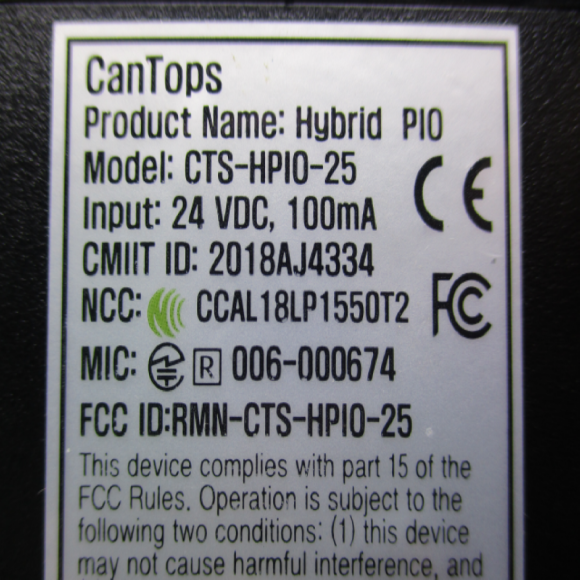 CanTops
Product Name: Hybrid PIO
Model: CTS-HPIO-25
Input: 24 VDC, 100mA
CMIIT ID: 2018AJ4334
NCC: CCAL18LP1550T2
MIC: R 006-000674
FCC ID:RMN-CTS-HPIO-25
CE
FC
This device complies with part 15 of the
FCC Rules. Operation is subject to the
following two conditions: (1) this device
may not cause harmful interference, and